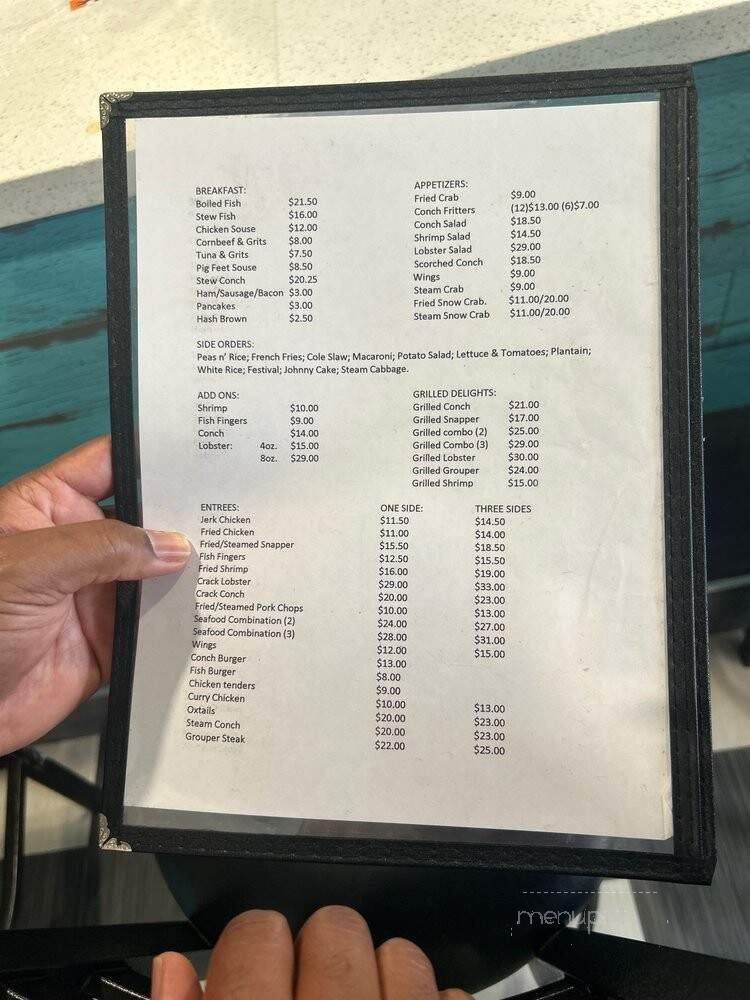 BREAKFAST:
Boiled Fish $21.50
Stew Fish $16.00
Chicken Souse $12.00
Cornbeef & Grits $8.00
Tuna & Grits $7.50
Pig Feet Souse $8.50
Stew Conch $20.25
Ham/Sausage/Bacon $3.00
Pancakes $3.00
Hash Brown $2.50
APPETIZERS:
Fried Crab $9.00
Conch Fritters (12)$13.00 (6)$7.00
Conch Salad $18.50
Shrimp Salad $14.50
Lobster Salad $29.00
Scorched Conch $18.50
Wings $9.00
Steam Crab $9.00
Fried Snow Crab. $11.00/20.00
Steam Snow Crab $11.00/20.00
SIDE ORDERS:
Peas n' Rice; French Fries; Cole Slaw; Macaroni; Potato Salad; Lettuce & Tomatoes; Plantain;
White Rice; Festival; Johnny Cake; Steam Cabbage.
ADD ONS:
Shrimp $10.00
Fish Fingers $9.00
Conch $14.00
Lobster: 4oz. $15.00
8oz. $29.00
GRILLED DELIGHTS:
Grilled Conch $21.00
Grilled Snapper $17.00
Grilled combo (2) $25.00
Grilled Combo (3) $29.00
Grilled Lobster $30.00
Grilled Grouper $24.00
Grilled Shrimp $15.00
ENTREES: ONE SIDE: THREE SIDES
Jerk Chicken $11.50 $14.50
Fried Chicken $11.00 $14.00
Fried/Steamed Snapper $15.50 $18.50
Fish Fingers $12.50 $15.50
Fried Shrimp $16.00 $19.00
Crack Lobster $29.00 $33.00
Crack Conch $20.00 $23.00
Fried/Steamed Pork Chops $10.00 $13.00
Seafood Combination (2) $24.00 $27.00
Seafood Combination (3) $28.00 $31.00
Wings $12.00 $15.00
Conch Burger $13.00
Fish Burger $8.00
Chicken tenders $9.00
Curry Chicken $10.00 $13.00
Oxtails $20.00 $23.00
Steam Conch $20.00 $23.00
Grouper Steak $22.00 $25.00
menup